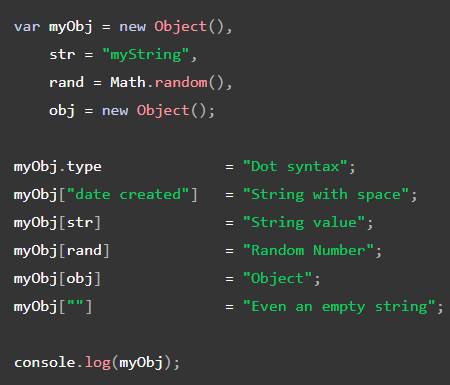 var myObj = new Object(),
    str = "myString",
    rand = Math.random(),
    obj = new Object();

myObj.type              = "Dot syntax";
myObj["date created"]   = "String with space";
myObj[str]              = "String value";
myObj[rand]             = "Random Number";
myObj[obj]              = "Object";
myObj[""]               = "Even an empty string";

console.log(myObj);